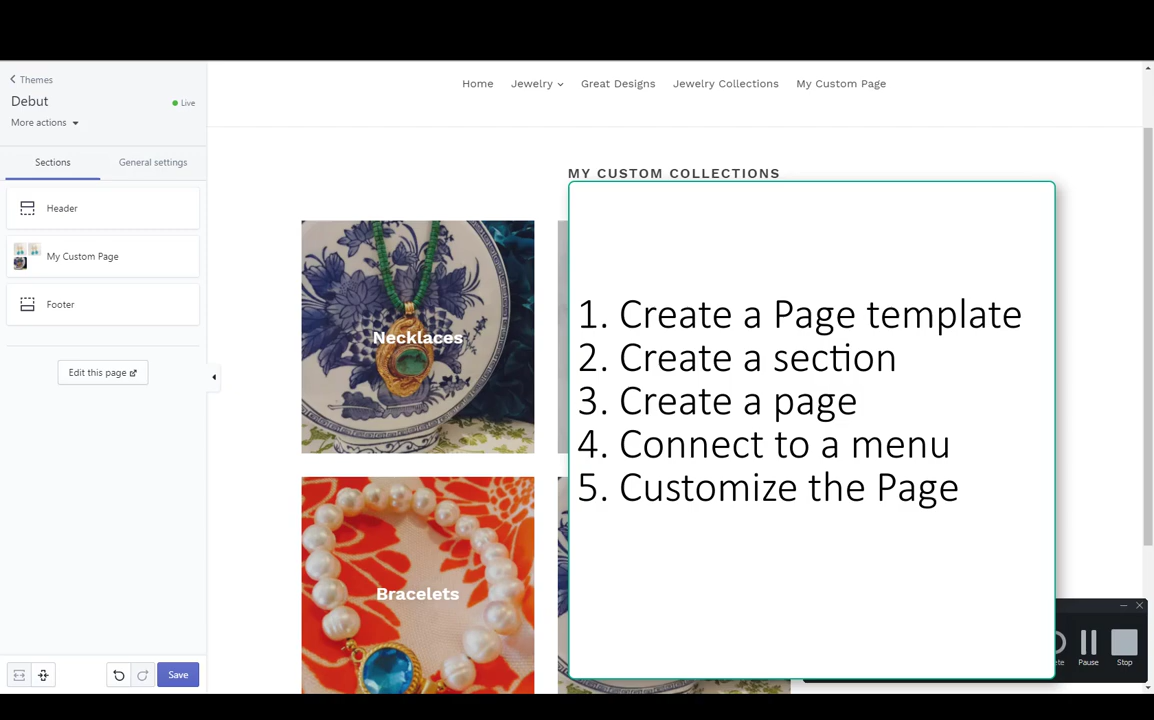 Themes
Debut
Live
More actions
Sections
General settings
Header
My Custom Page
Footer
Edit this page
Save
Home Jewelry Great Designs Jewelry Collections My Custom Page
MY CUSTOM COLLECTIONS
Necklaces
Bracelets
1. Create a Page template
2. Create a section
3. Create a page
4. Connect to a menu
5. Customize the Page
Pause
Stop